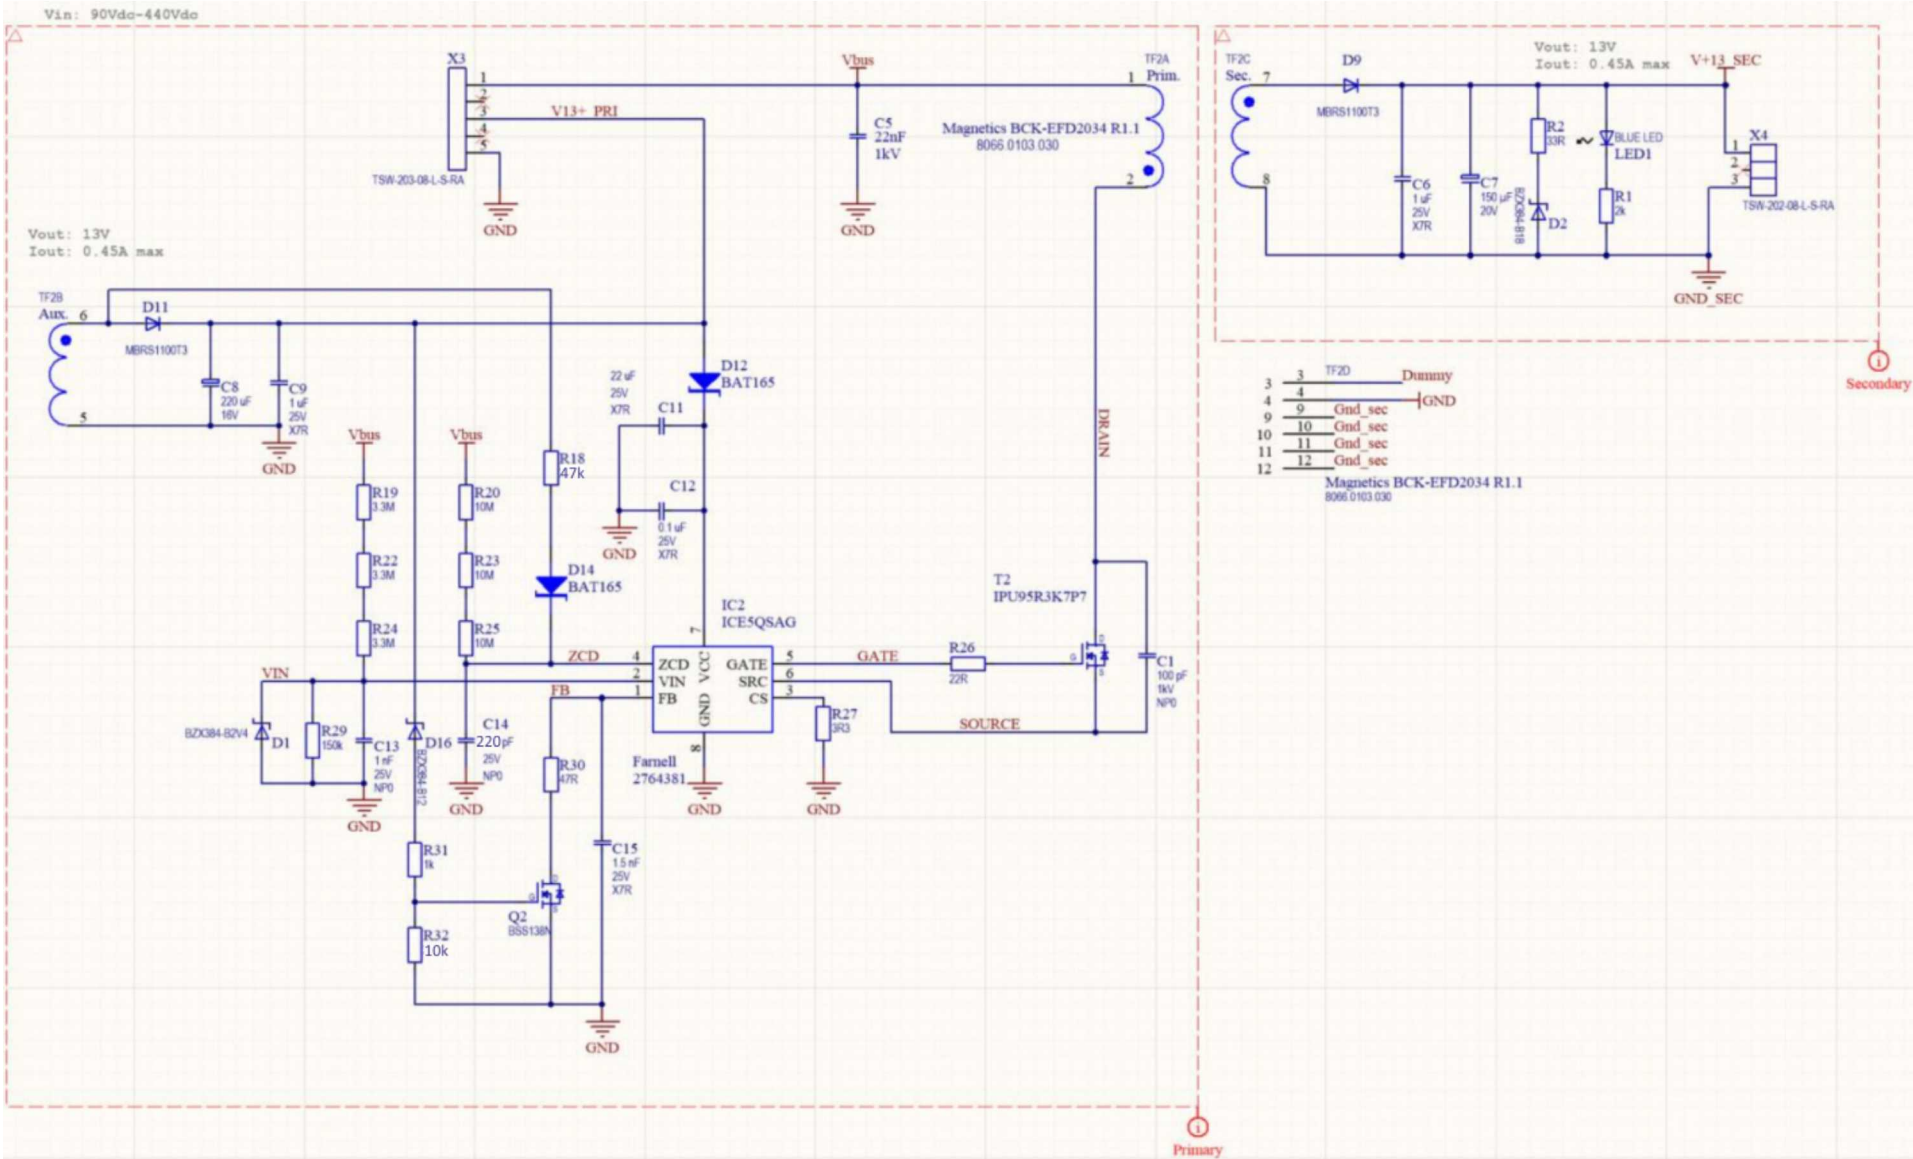 Vin: 90Vdc-440Vdc
X3
1
2
3
4
5
V13+ PRI
TSW-203-08-L-S-RA
GND
Vbus
C5
22nF
1kV
GND
TF2A
1 Prim.
Magnetics BCK-EFD2034 R1.1
8066.0103.030
2
TF2C
Sec. 7
8
D9
MBRS1100T3
Vout: 13V
Iout: 0.45A max
V+13_SEC
C6
1 uF
25V
X7R
C7
150 uF
20V
R2
33R
BZX384-B18
D2
BLUE LED
LED1
R1
2k
X4
1
2
3
TSW-202-08-L-S-RA
GND_SEC
Secondary
Vout: 13V
Iout: 0.45A max
TF2B
Aux. 6
5
D11
MBRS1100T3
C8
220 uF
16V
C9
1 uF
25V
X7R
GND
D12
BAT165
22 uF
25V
X7R
C11
C12
0.1 uF
25V
X7R
GND
TF2D
3 3 Dummy
4 4 GND
9 9 Gnd_sec
10 10 Gnd_sec
11 11 Gnd_sec
12 12 Gnd_sec
Magnetics BCK-EFD2034 R1.1
8066.0103.030
DRAIN
Vbus
Vbus
R18
47k
R19
3.3M
R20
10M
R22
3.3M
R23
10M
R24
3.3M
R25
10M
D14
BAT165
IC2
ICE5QSAG
7
ZCD 4 ZCD
VIN 2 VIN
FB 1 FB
VCC
GND
8
GATE 5 GATE
SRC 6
CS 3
R26
22R
T2
IPU95R3K7P7
G
D
S
C1
100 pF
1kV
NP0
SOURCE
R27
3R3
GND
GND
Farnell
2764381
BZX384-B2V4
D1
R29
150k
C13
1 nF
25V
NP0
GND
D16
BZX384-B12
C14
220pF
25V
NP0
GND
R30
47R
C15
1.5 nF
25V
X7R
R31
1k
R32
10k
Q2
BSS138N
G
D
S
GND
Primary